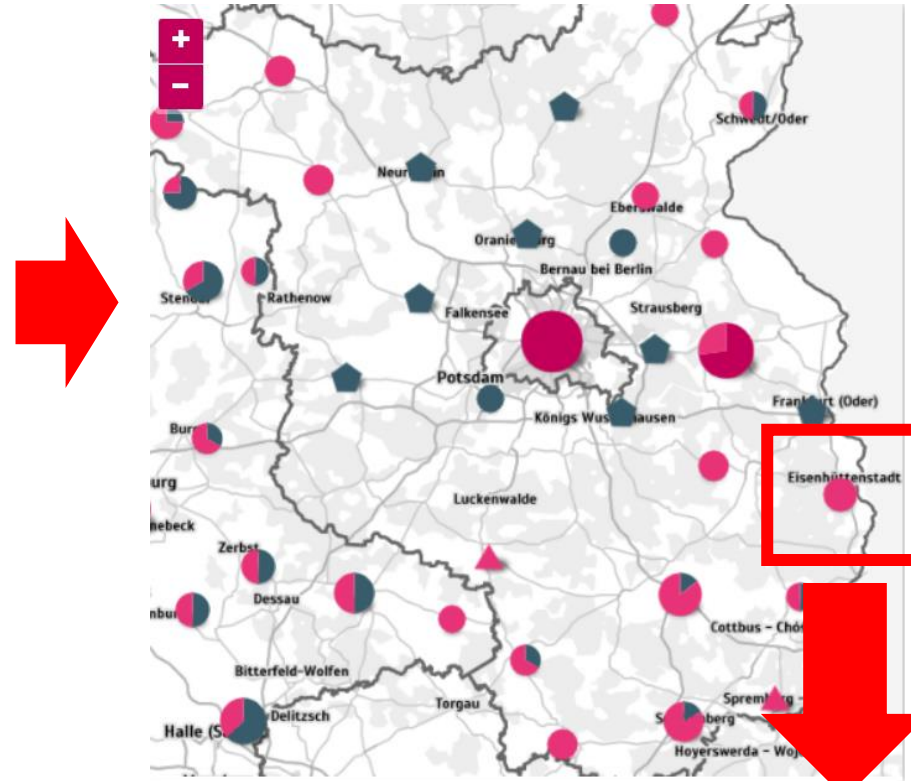 +
−
Schwedt/Oder
Eberswalde
Bernau bei Berlin
Rathenow
Falkensee
Strausberg
Potsdam
Frankfurt (Oder)
Königs Wusterhausen
Eisenhüttenstadt
Luckenwalde
Zerbst
Dessau
Cottbus -
Bitterfeld-Wolfen
Torgau
Delitzsch
Hoyerswerda -